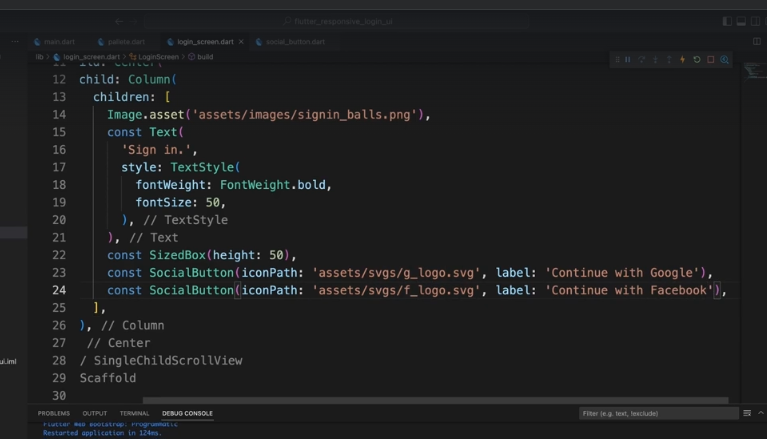 flutter_responsive_login_ui
main.dart pallete.dart login_screen.dart × social_button.dart
lib > login_screen.dart > LoginScreen > build
12 child: Column(
13 children: [
14 Image.asset('assets/images/signin_balls.png'),
15 const Text(
16 'Sign in.',
17 style: TextStyle(
18 fontWeight: FontWeight.bold,
19 fontSize: 50,
20 ), // TextStyle
21 ), // Text
22 const SizedBox(height: 50),
23 const SocialButton(iconPath: 'assets/svgs/g_logo.svg', label: 'Continue with Google'),
24 const SocialButton(iconPath: 'assets/svgs/f_logo.svg', label: 'Continue with Facebook'),
25 ],
26 ), // Column
27 // Center
28 / SingleChildScrollView
ui.iml
29 Scaffold
30
PROBLEMS OUTPUT TERMINAL DEBUG CONSOLE Filter (e.g. text, !exclude)
Flutter Web Bootstrap: Programmatic
Restarted application in 124ms.